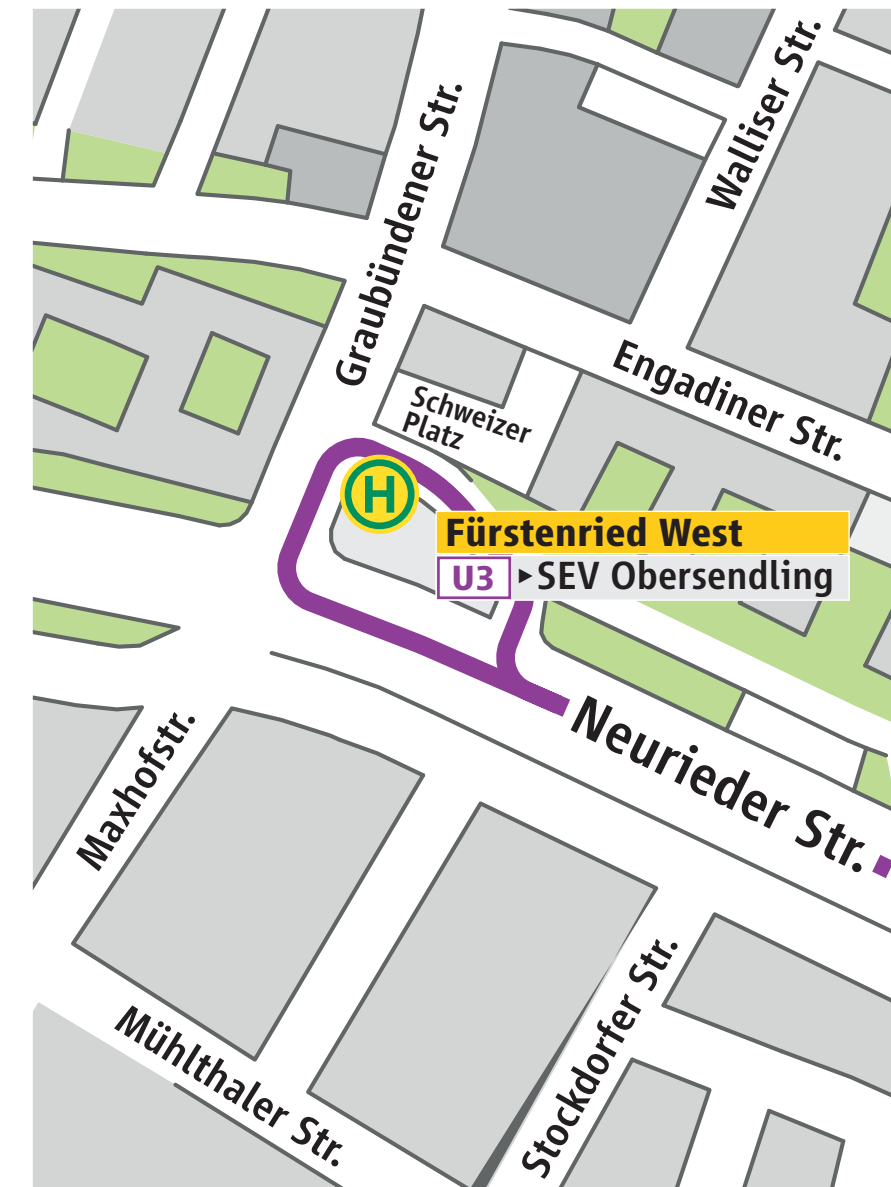 Walliser Str.
Graubündener Str.
Engadiner Str.
Schweizer
Platz
H
Fürstenried West
U3 ▸SEV Obersendling
Neurieder Str.
Maxhofstr.
Stockdorfer Str.
Mühlthaler Str.